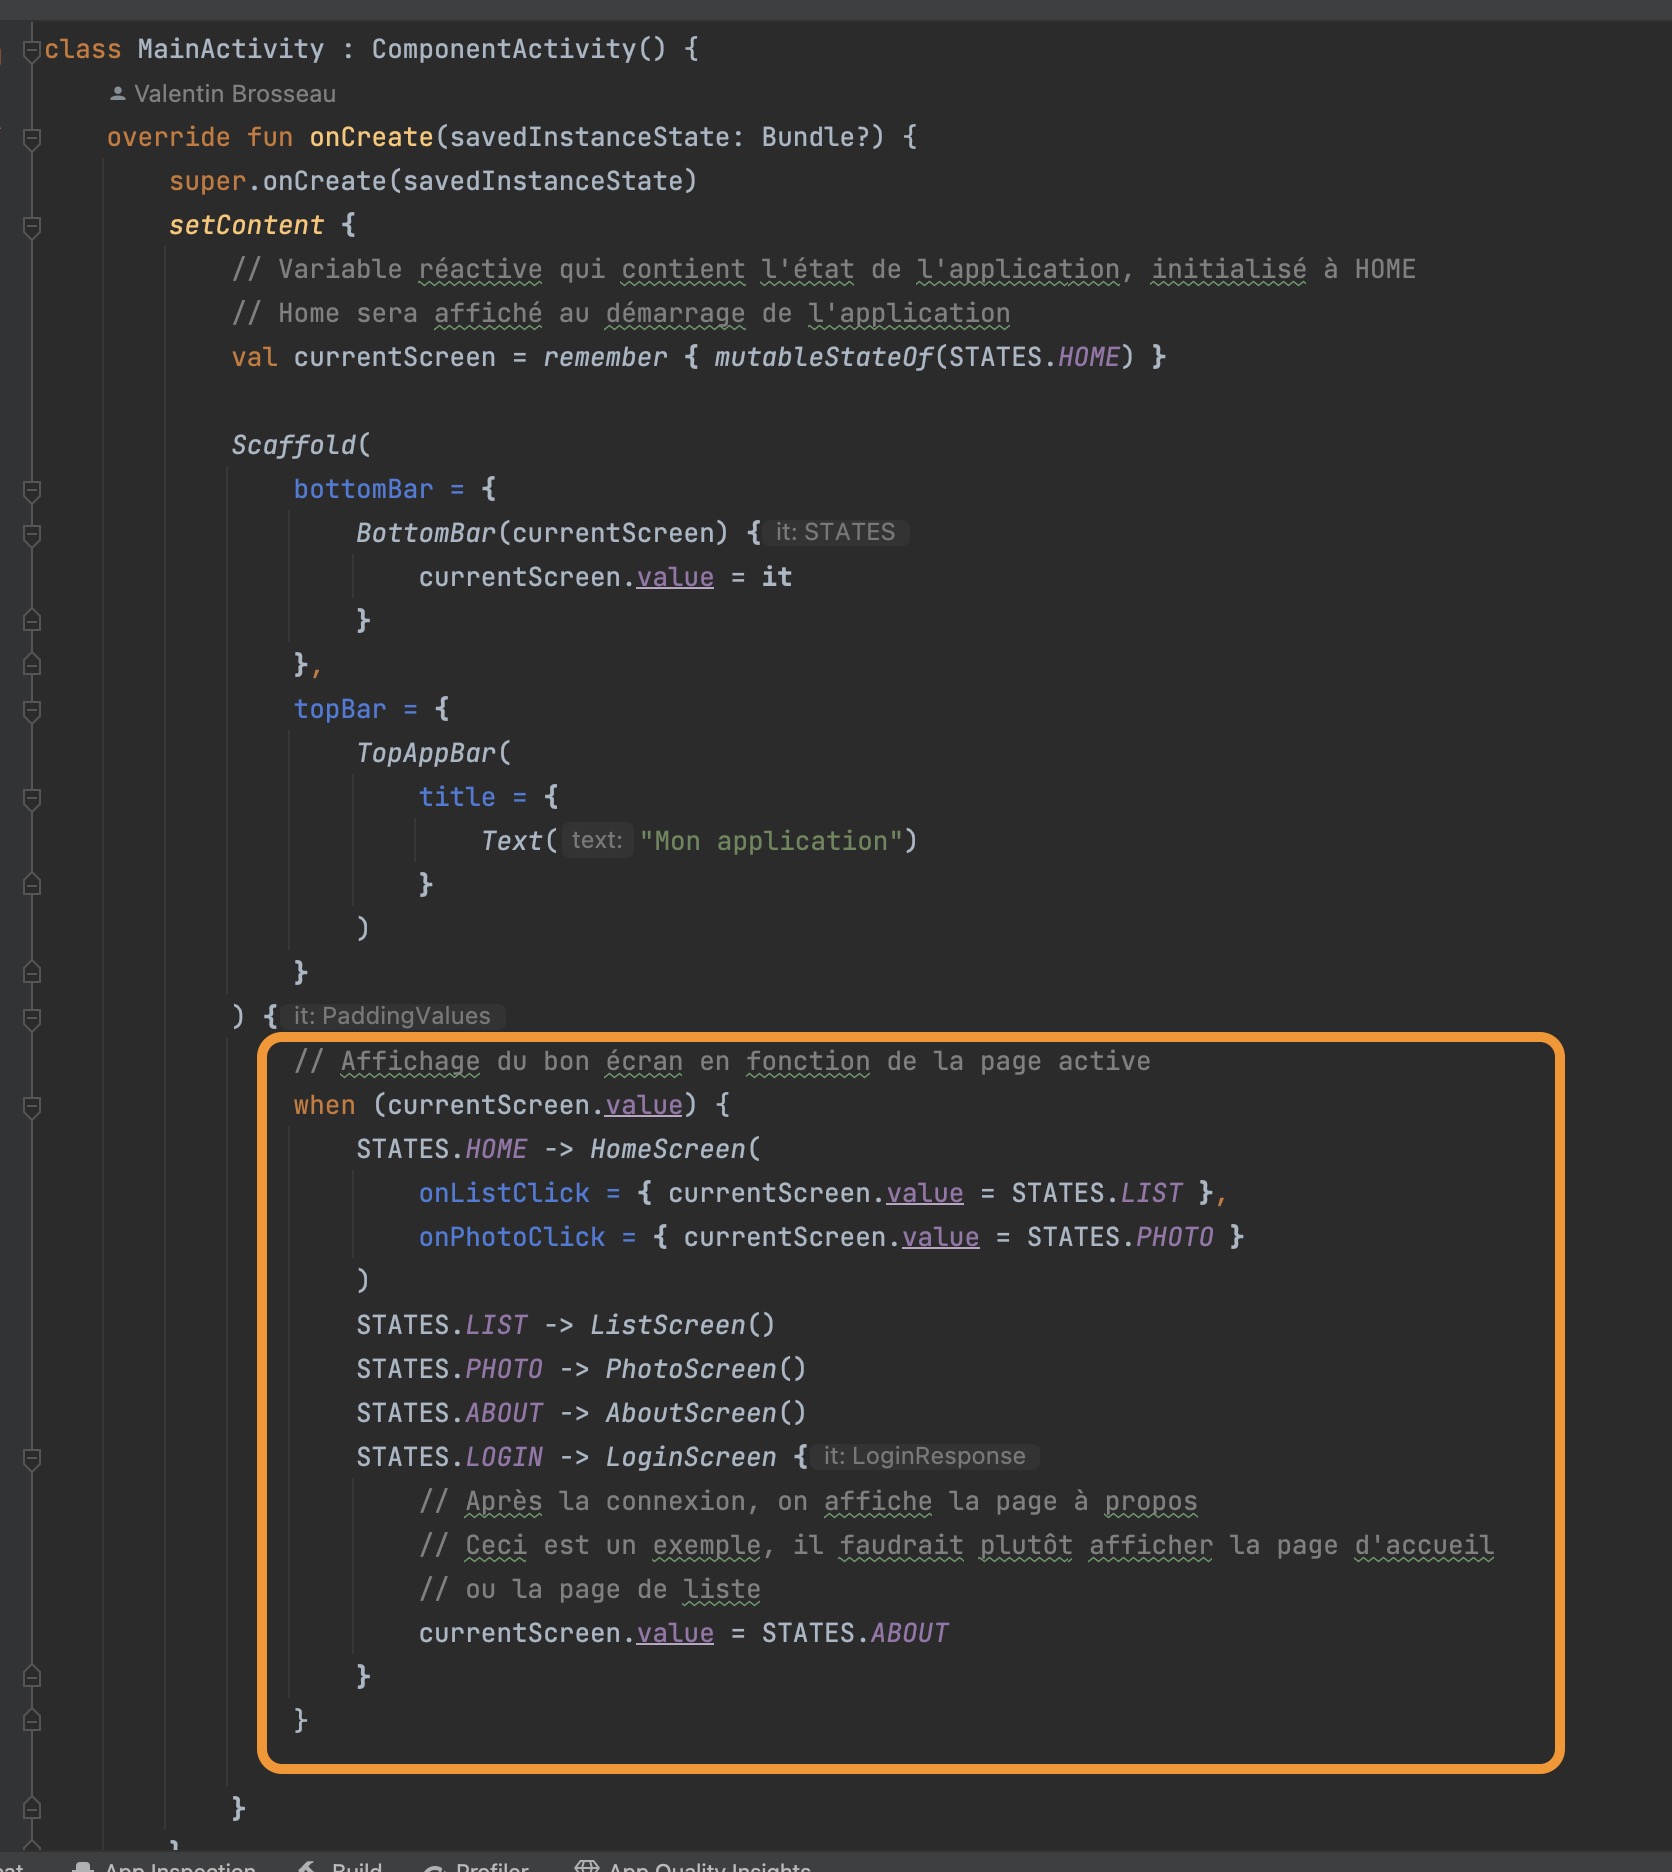 class MainActivity : ComponentActivity() {
Valentin Brosseau
override fun onCreate(savedInstanceState: Bundle?) {
super.onCreate(savedInstanceState)
setContent {
// Variable réactive qui contient l'état de l'application, initialisé à HOME
// Home sera affiché au démarrage de l'application
val currentScreen = remember { mutableStateOf(STATES.HOME) }
Scaffold(
bottomBar = {
BottomBar(currentScreen) { it: STATES
currentScreen.value = it
}
},
topBar = {
TopAppBar(
title = {
Text( text: "Mon application")
}
)
}
) { it: PaddingValues
// Affichage du bon écran en fonction de la page active
when (currentScreen.value) {
STATES.HOME -> HomeScreen(
onListClick = { currentScreen.value = STATES.LIST },
onPhotoClick = { currentScreen.value = STATES.PHOTO }
)
STATES.LIST -> ListScreen()
STATES.PHOTO -> PhotoScreen()
STATES.ABOUT -> AboutScreen()
STATES.LOGIN -> LoginScreen { it: LoginResponse
// Après la connexion, on affiche la page à propos
// Ceci est un exemple, il faudrait plutôt afficher la page d'accueil
// ou la page de liste
currentScreen.value = STATES.ABOUT
}
}
}
}
App Inspection Build Profiler App Quality Insights